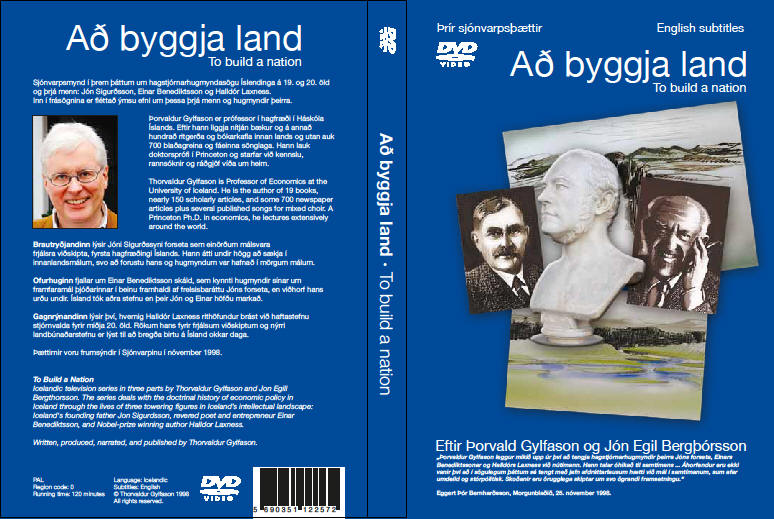 Að byggja land
To build a nation
Sjónvarpsmynd í þrem þáttum um hagstjórnarhugmyndasögu Íslendinga á 19. og 20. öld
og þrjá menn: Jón Sigurðsson, Einar Benediktsson og Halldór Laxness.
Inn í frásögnina er fléttað ýmsu efni um þessa þrjá menn og hugmyndir þeirra.
Þorvaldur Gylfason er prófessor í hagfræði í Háskóla
Íslands. Eftir hann liggja nítján bækur og á annað
hundrað ritgerða og bókarkafla innan lands og utan auk
700 blaðagreina og fáeinna sönglaga. Hann lauk
doktorsprófi í Princeton og starfar við kennslu,
rannsóknir og ráðgjöf víða um heim.
Thorvaldur Gylfason is Professor of Economics at the
University of Iceland. He is the author of 19 books,
nearly 150 scholarly articles, and some 700 newspaper
articles plus several published songs for mixed choir. A
Princeton Ph.D. in economics, he lectures extensively
around the world.
Brautryðjandinn lýsir Jóni Sigurðssyni forseta sem einörðum málsvara
frjálsra viðskipta, fyrsta hagfræðingi Íslands. Hann átti undir högg að sækja í
innanlandsmálum, svo að forustu hans og hugmyndum var hafnað í mörgum málum.
Ofurhuginn fjallar um Einar Benediktsson skáld, sem kynnti hugmyndir sínar um
framfaramál þjóðarinnar í beinu framhaldi af frelsisbaráttu Jóns forseta, en viðhorf hans
urðu undir. Ísland tók aðra stefnu en þeir Jón og Einar höfðu markað.
Gagnrýnandinn lýsir því, hvernig Halldór Laxness rithöfundur brást við haftastefnu
stjórnvalda fyrir miðja 20. öld. Rökum hans fyrir frjálsum viðskiptum og nýrri
landbúnaðarstefnu er lýst til að bregða birtu á Ísland okkar daga.
Þættirnir voru frumsýndir í Sjónvarpinu í nóvember 1998.
To Build a Nation
Icelandic television series in three parts by Thorvaldur Gylfason and Jon Egill
Bergthorsson. The series deals with the doctrinal history of economic policy in
Iceland through the lives of three towering figures in Iceland's intellectual landscape:
Iceland's founding father Jon Sigurdsson, revered poet and entrepreneur Einar
Benediktsson, and Nobel-prize winning author Halldor Laxness.
Written, produced, narrated, and published by Thorvaldur Gylfason.
PAL
Region code: 0
Running time: 120 minutes
Language: Icelandic
Subtitles: English
© Thorvaldur Gylfason 1998
All rights reserved.
DVD
VIDEO
5 690351 122572
DVD
VIDEO
Að byggja land · To build a nation
Þrír sjónvarpsþættir
English subtitles
DVD
VIDEO
Að byggja land
To build a nation
Eftir Þorvald Gylfason og Jón Egil Bergþórsson
„Þorvaldur Gylfason leggur mikið upp úr því að tengja hagstjórnarhugmyndir þeirra Jóns forseta, Einars
Benediktssonar og Halldórs Laxness við nútímann. Hann talar óhikað til samtímans ... Áhorfendur eru ekki
vanir því að í sögulegum þáttum sé tengt með jafn afdráttarlausum hætti við mál í samtímanum, sum afar
umdeild og stórpólitísk. Skoðanir eru örugglega skiptar um svo ögrandi framsetningu.“
Eggert Þór Bernharðsson, Morgunblaðið, 26. nóvember 1998.